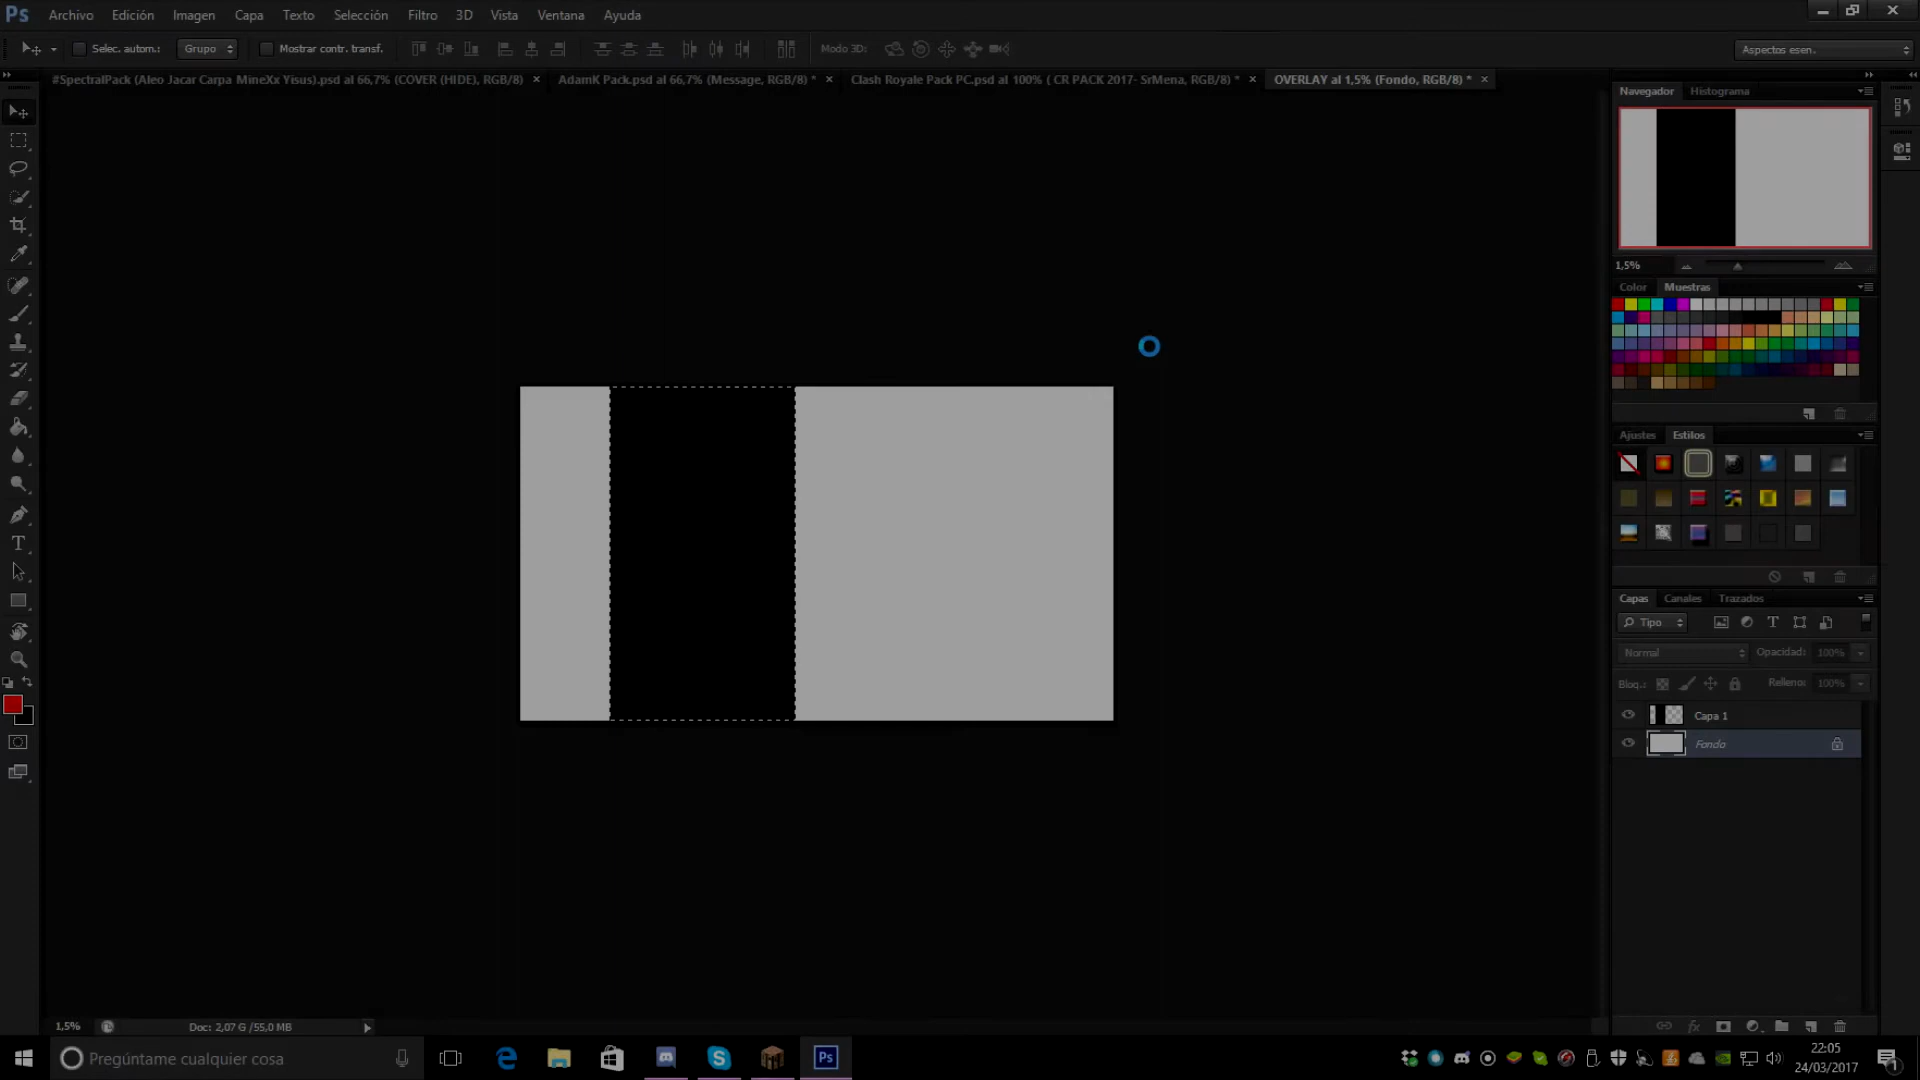 Ps Archivo Edición Imagen Capa Texto Selección Filtro 3D Vista Ventana Ayuda
Selec. autom.: Grupo Mostrar contr. transf. Modo 3D: Aspectos esen.
#SpectralPack (Aleo Jacar Carpa MineXx Yisus).psd al 66,7% (COVER (HIDE), RGB/8) × AdamK Pack.psd al 66,7% (Message, RGB/8) * × Clash Royale Pack PC.psd al 100% ( CR PACK 2017- SrMena, RGB/8) * × OVERLAY al 1,5% (Fondo, RGB/8) * ×
Navegador Histograma
1,5%
Color Muestras
Ajustes Estilos
Capas Canales Trazados
Tipo
Normal Opacidad: 100%
Bloq.: Relleno: 100%
Capa 1
Fondo
1,5% Doc: 2,07 G/55,0 MB
Pregúntame cualquier cosa
Ps
22:05
24/03/2017
1